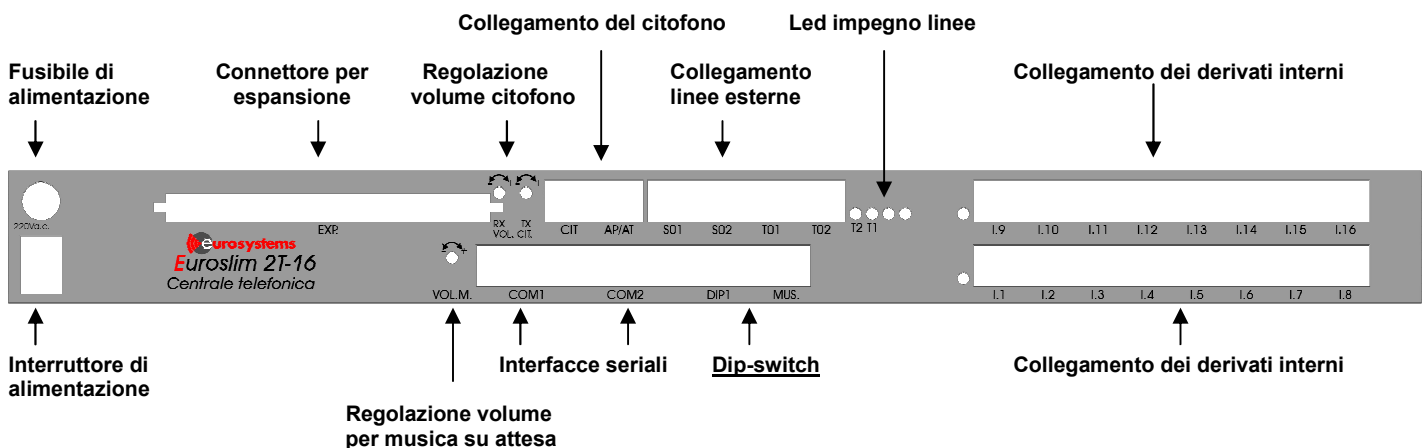 Collegamento del citofono
Led impegno linee
Fusibile di
alimentazione
Connettore per
espansione
Regolazione
volume citofono
Collegamento
linee esterne
Collegamento dei derivati interni
220Va.c.
EXP.
RX TX
VOL. CIT.
CIT AP/AT S01 S02 T01 T02 T2 T1
I.9 I.10 I.11 I.12 I.13 I.14 I.15 I.16
eurosystems
Euroslim 2T-16
Centrale telefonica
VOL.M. COM1 COM2 DIP1 MUS.
I.1 I.2 I.3 I.4 I.5 I.6 I.7 I.8
Interruttore di
alimentazione
Interfacce seriali
Dip-switch
Collegamento dei derivati interni
Regolazione volume
per musica su attesa